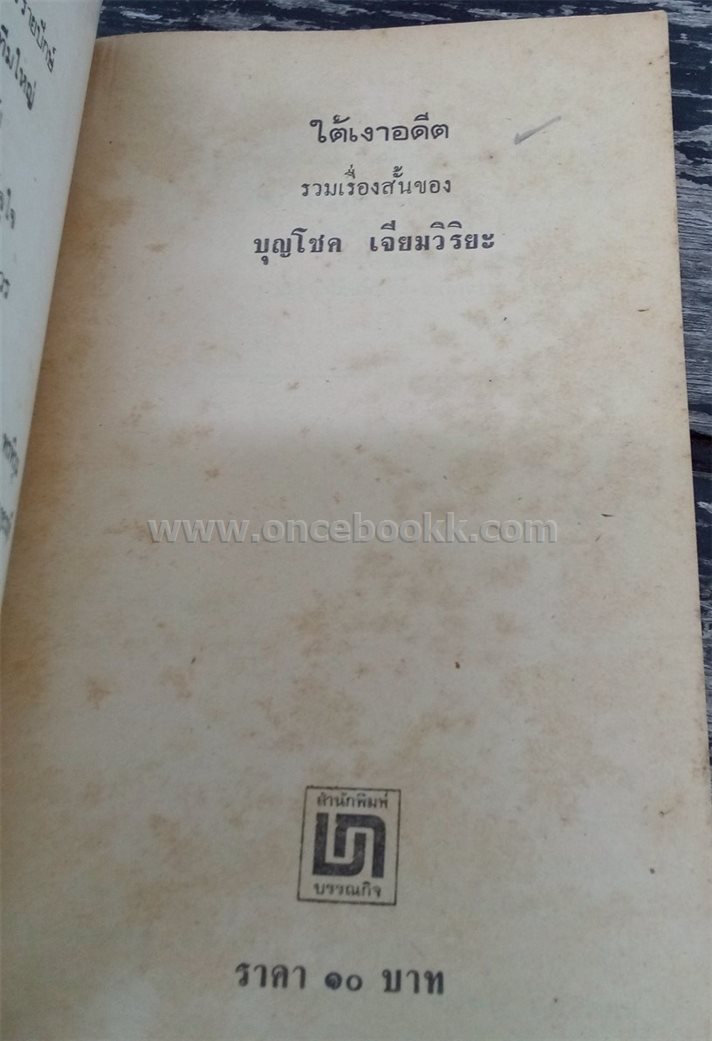 ใต้เงาอดีต
รวมเรื่องสั้นของ
บุญโชค เจียมวิริยะ
www.oncebookk.com
สำนักพิมพ์
บรรณกิจ
ราคา ๑๐ บาท